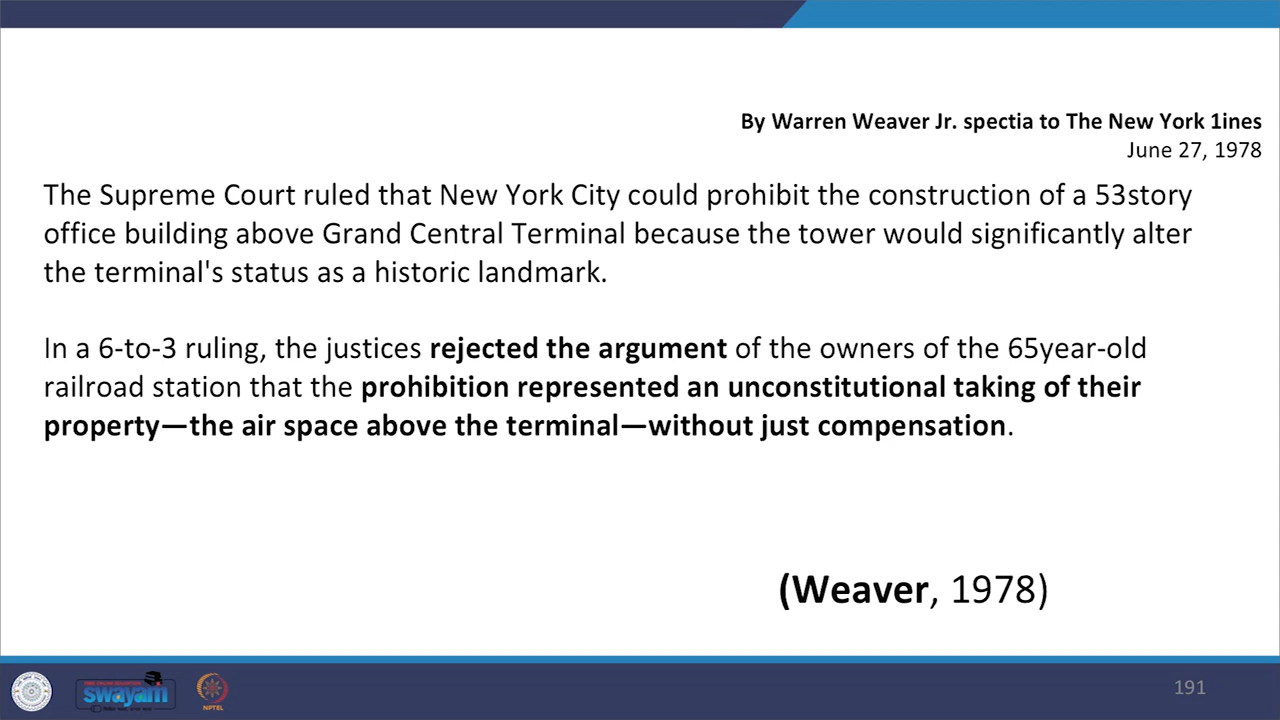 By Warren Weaver Jr. spectia to The New York 1ines
June 27, 1978
The Supreme Court ruled that New York City could prohibit the construction of a 53story
office building above Grand Central Terminal because the tower would significantly alter
the terminal's status as a historic landmark.
In a 6-to-3 ruling, the justices rejected the argument of the owners of the 65year-old
railroad station that the prohibition represented an unconstitutional taking of their
property—the air space above the terminal—without just compensation.
(Weaver, 1978)
swayam
NPTEL
191